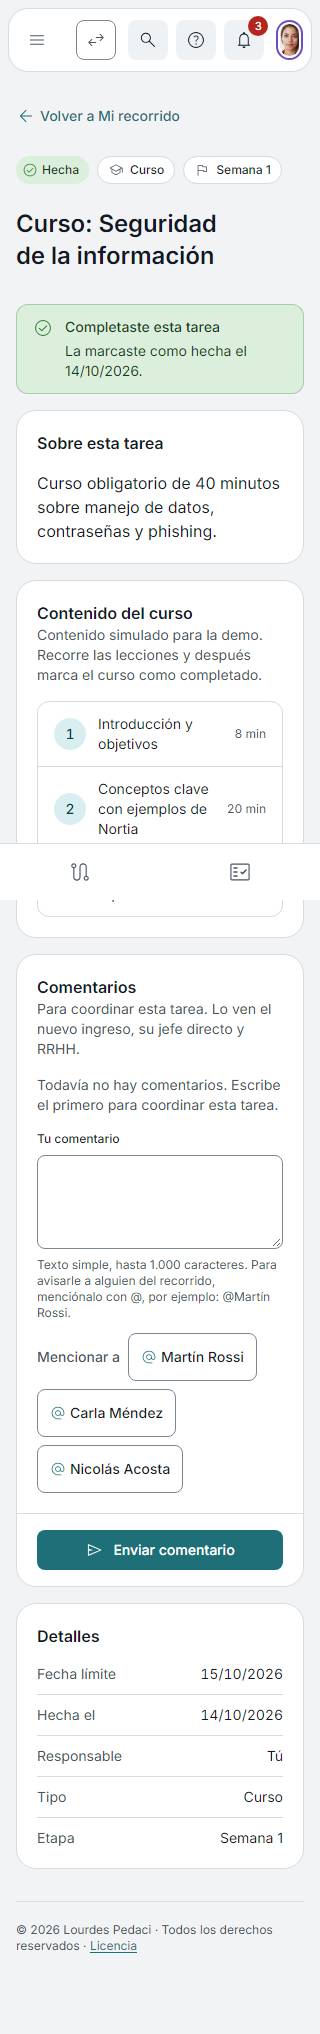 3
Volver a Mi recorrido
Hecha
Curso
Semana 1
Curso: Seguridad
de la información
Completaste esta tarea
La marcaste como hecha el
14/10/2026.
Sobre esta tarea
Curso obligatorio de 40 minutos
sobre manejo de datos,
contraseñas y phishing.
Contenido del curso
Contenido simulado para la demo.
Recorre las lecciones y después
marca el curso como completado.
1
Introducción y
objetivos
8 min
2
Conceptos clave
con ejemplos de
Nortia
20 min
Comentarios
Para coordinar esta tarea. Lo ven el
nuevo ingreso, su jefe directo y
RRHH.
Todavía no hay comentarios. Escribe
el primero para coordinar esta tarea.
Tu comentario
Texto simple, hasta 1.000 caracteres. Para
avisarle a alguien del recorrido,
menciónalo con @, por ejemplo: @Martín
Rossi.
Mencionar a
@ Martín Rossi
@ Carla Méndez
@ Nicolás Acosta
Enviar comentario
Detalles
Fecha límite
15/10/2026
Hecha el
14/10/2026
Responsable
Tú
Tipo
Curso
Etapa
Semana 1
© 2026 Lourdes Pedaci · Todos los derechos
reservados · Licencia